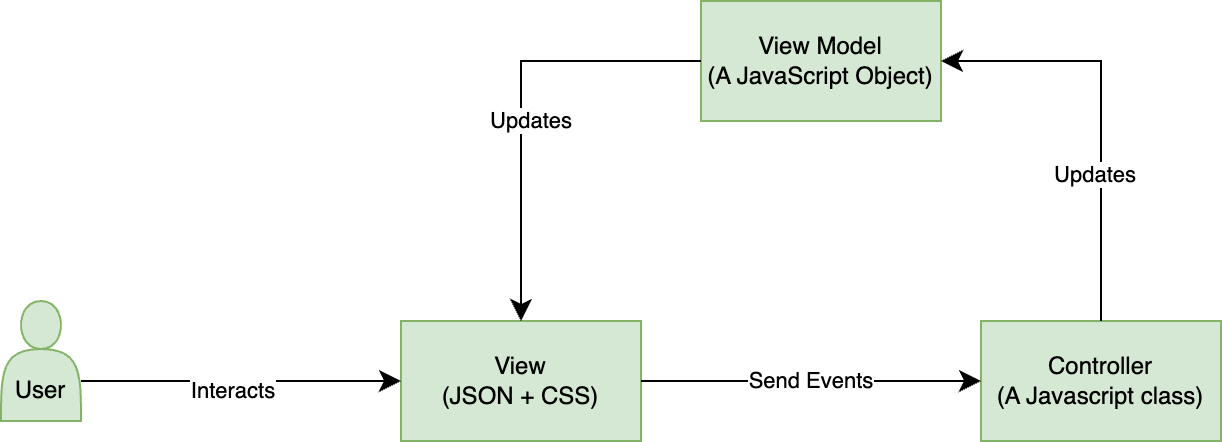 View Model
(A JavaScript Object)
Updates
Updates
View
(JSON + CSS)
Controller
(A Javascript class)
User
Interacts
Send Events